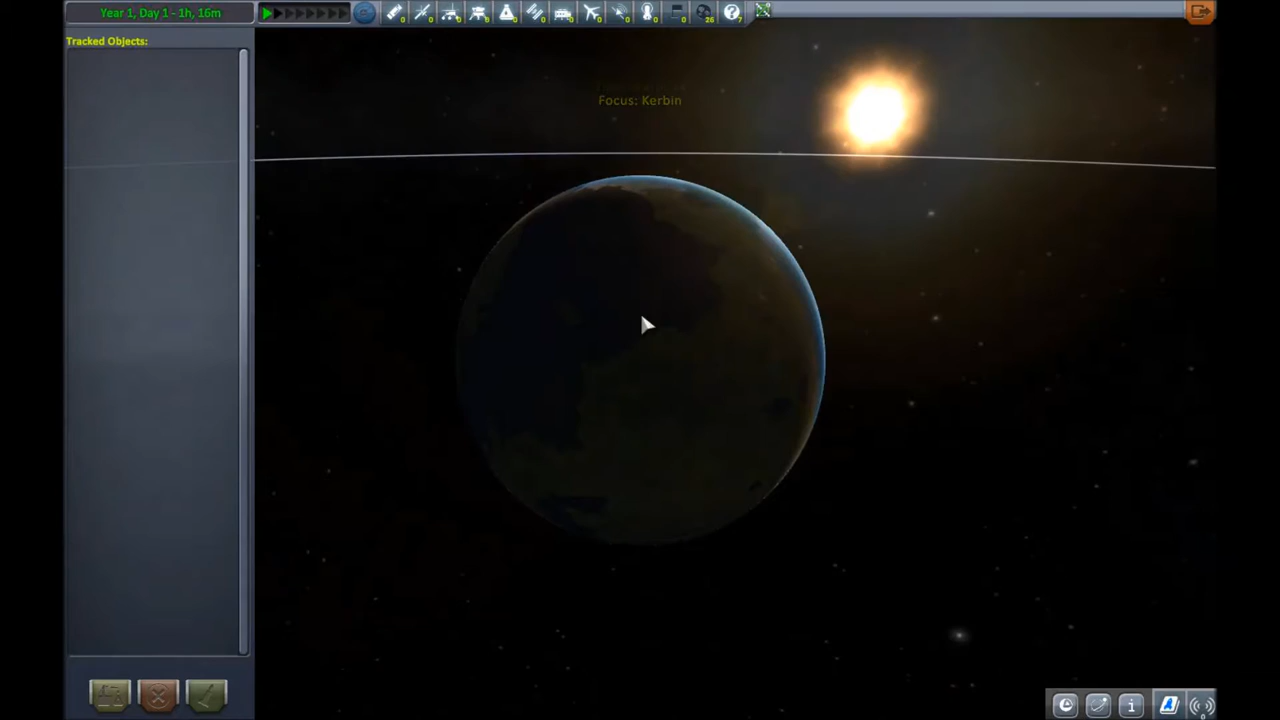 Year 1, Day 1 - 1h, 16m
Tracked Objects:
Focus: Kerbin